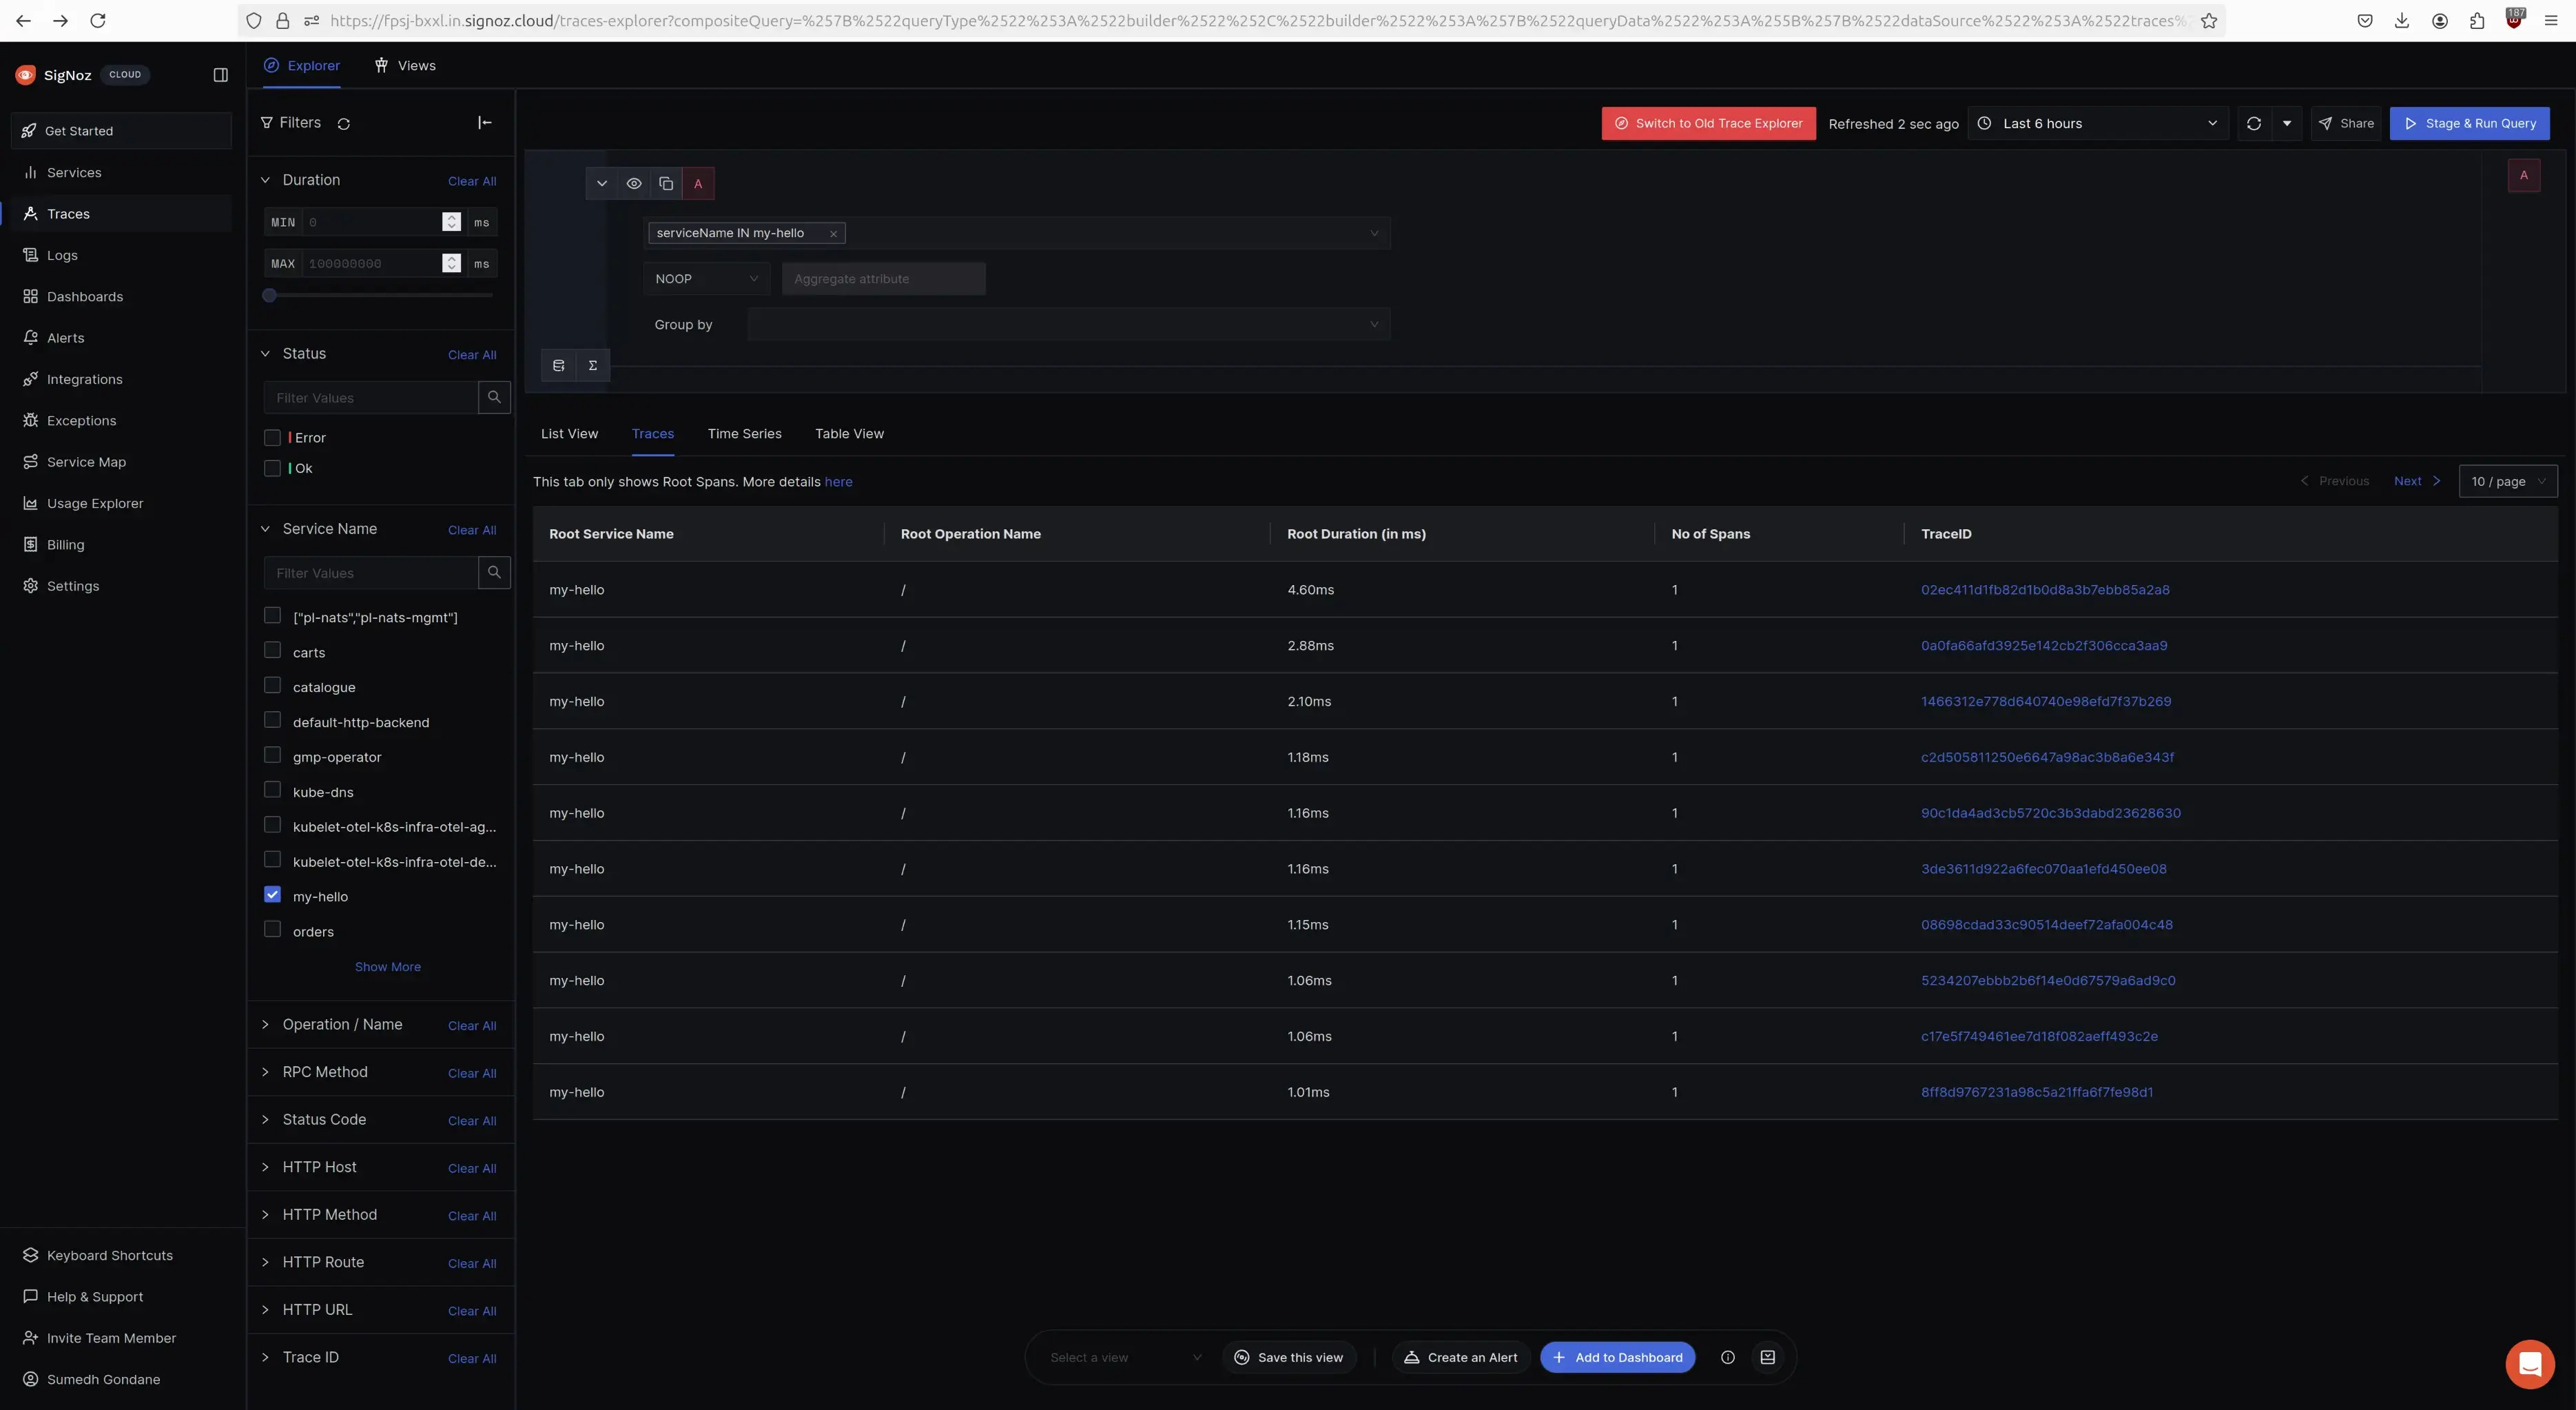 https://fpsj-bxxl.in.signoz.cloud/traces-explorer?compositeQuery=%257B%2522queryType%2522%253A%2522builder%2522%252C%2522builder%2522%253A%257B%2522queryData%2522%253A%255B%257B%2522dataSource%2522%253A%2522traces%2
187
SigNoz CLOUD
Get Started
Services
Traces
Logs
Dashboards
Alerts
Integrations
Exceptions
Service Map
Usage Explorer
Billing
Settings
Keyboard Shortcuts
Help & Support
Invite Team Member
Sumedh Gondane
Explorer Views
Filters
Duration Clear All
MIN 0 ms
MAX 100000000 ms
Status Clear All
Filter Values
Error
Ok
Service Name Clear All
Filter Values
["pl-nats","pl-nats-mgmt"]
carts
catalogue
default-http-backend
gmp-operator
kube-dns
kubelet-otel-k8s-infra-otel-ag...
kubelet-otel-k8s-infra-otel-de...
my-hello
orders
Show More
Operation / Name Clear All
RPC Method Clear All
Status Code Clear All
HTTP Host Clear All
HTTP Method Clear All
HTTP Route Clear All
HTTP URL Clear All
Trace ID Clear All
Switch to Old Trace Explorer Refreshed 2 sec ago Last 6 hours Share Stage & Run Query
A A
serviceName IN my-hello
NOOP Aggregate attribute
Group by
Σ
List View Traces Time Series Table View
This tab only shows Root Spans. More details here Previous Next 10 / page
Root Service Name Root Operation Name Root Duration (in ms) No of Spans TraceID
my-hello / 4.60ms 1 02ec411d1fb82d1b0d8a3b7ebb85a2a8
my-hello / 2.88ms 1 0a0fa66afd3925e142cb2f306cca3aa9
my-hello / 2.10ms 1 1466312e778d640740e98efd7f37b269
my-hello / 1.18ms 1 c2d505811250e6647a98ac3b8a6e343f
my-hello / 1.16ms 1 90c1da4ad3cb5720c3b3dabd23628630
my-hello / 1.16ms 1 3de3611d922a6fec070aa1efd450ee08
my-hello / 1.15ms 1 08698cdad33c90514deef72afa004c48
my-hello / 1.06ms 1 5234207ebbb2b6f14e0d67579a6ad9c0
my-hello / 1.06ms 1 c17e5f749461ee7d18f082aeff493c2e
my-hello / 1.01ms 1 8ff8d9767231a98c5a21ffa6f7fe98d1
Select a view Save this view Create an Alert Add to Dashboard